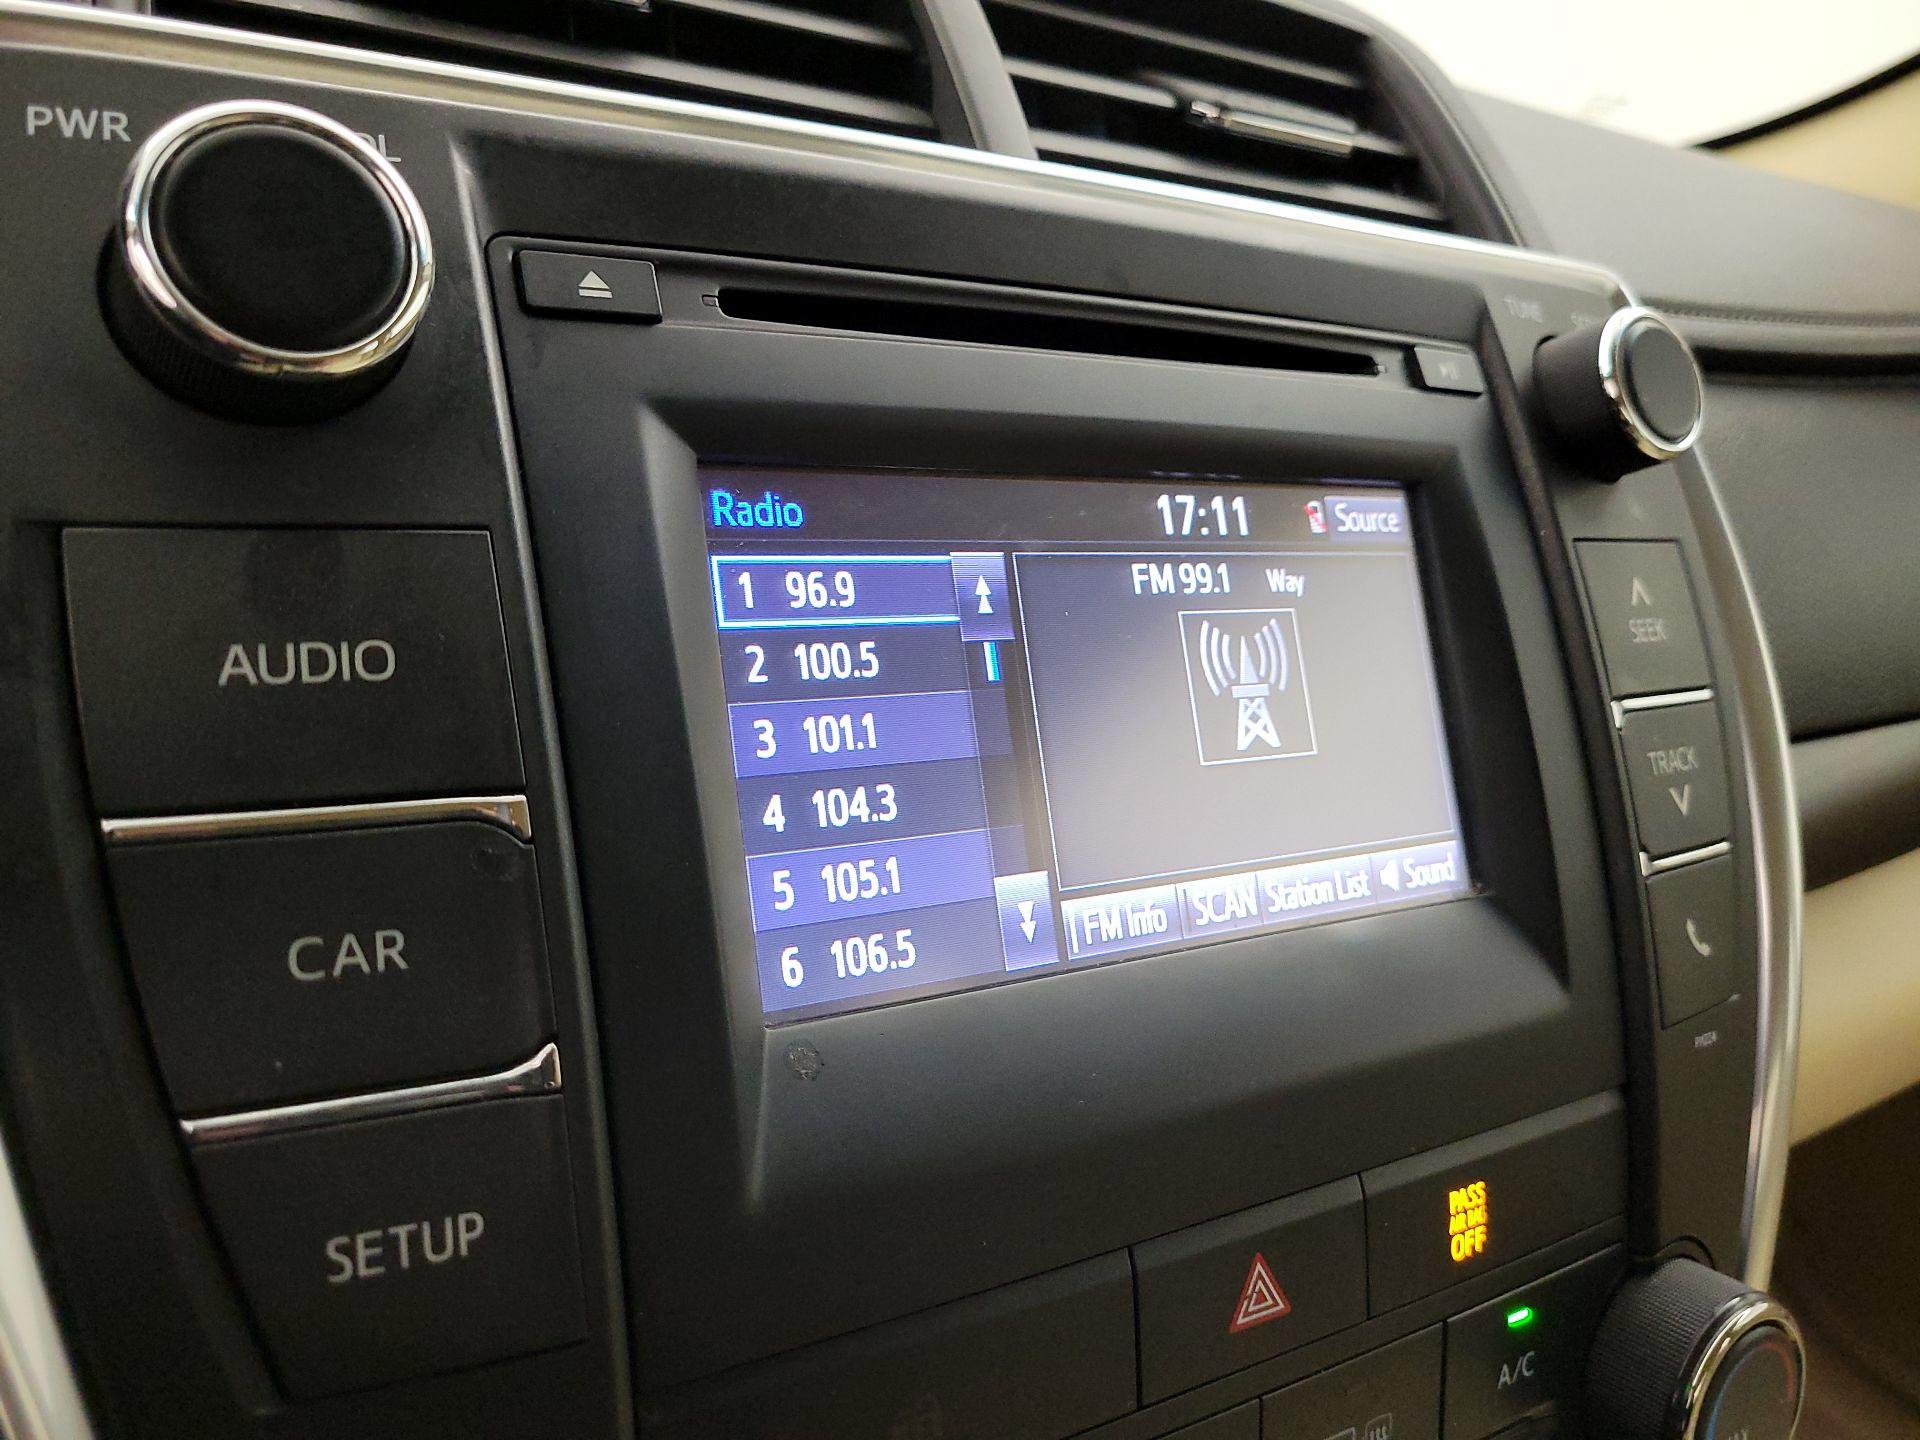 PWR
TUNE
Radio
17:11
Source
1 96.9
FM 99.1 Way
2 100.5
3 101.1
4 104.3
5 105.1
6 106.5
FM Info
SCAN
Station List
Sound
AUDIO
CAR
SETUP
SEEK
TRACK
PASS
AIR BAG
OFF
A/C